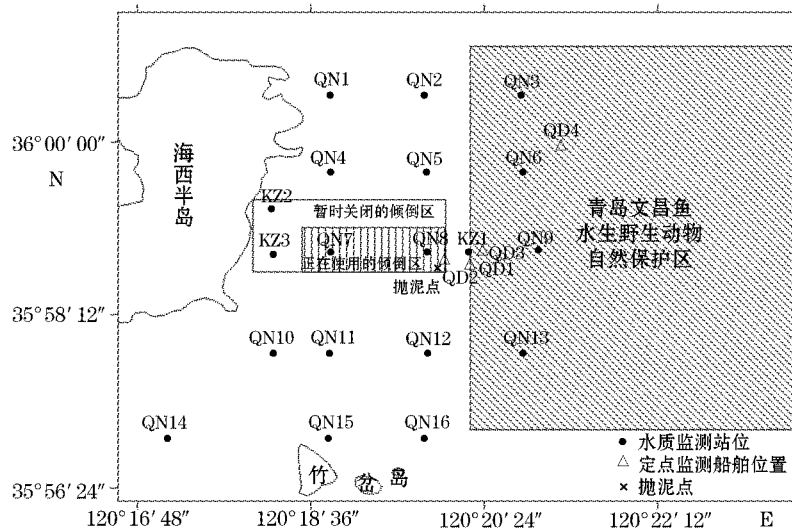 QN1
QN2
QN3
QD4
36°00′00″
N
海西半岛
QN4
QN5
QN6
KZ2
暂时关闭的倾倒区
青岛文昌鱼
水生野生动物
自然保护区
KZ3
QN7
QN8
KZ1
QD3
QN9
正在使用的倾倒区
QD2
QD1
抛泥点
35°58′12″
QN10
QN11
QN12
QN13
QN14
QN15
QN16
竹岔岛
水质监测站位
定点监测船舶位置
抛泥点
35°56′24″
120°16′48″
120°18′36″
120°20′24″
120°22′12″
E